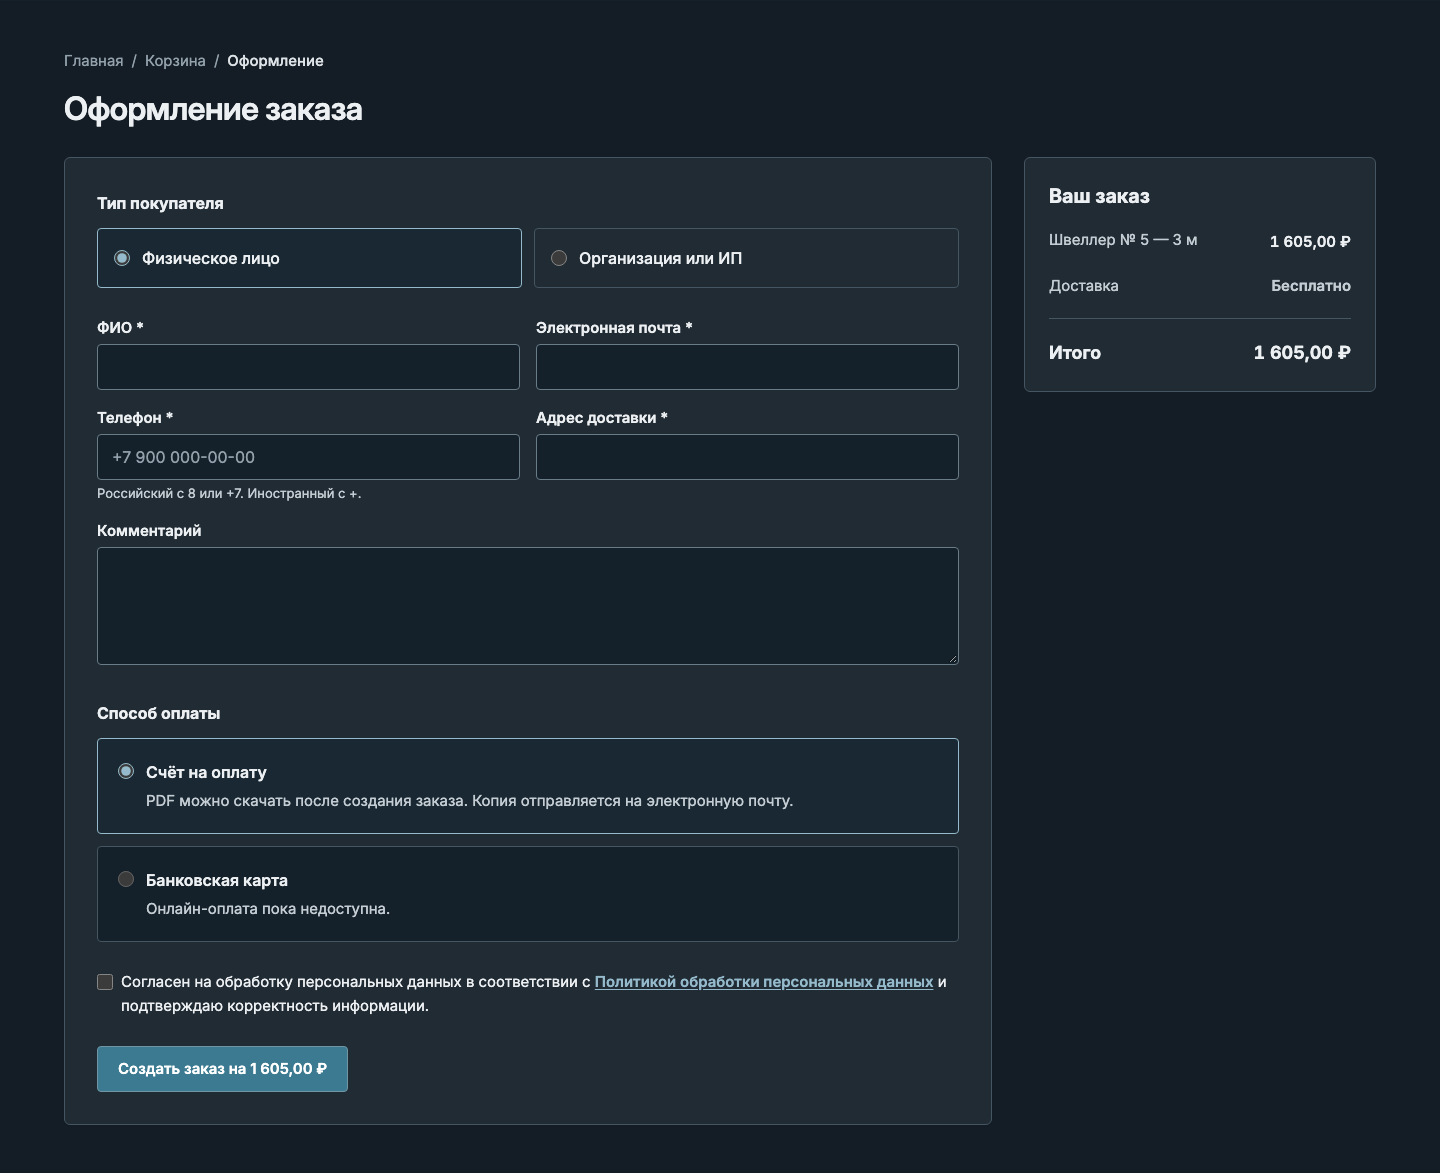 Главная / Корзина / Оформление
Оформление заказа
Тип покупателя
Физическое лицо
Организация или ИП
ФИО *
Электронная почта *
Телефон *
Адрес доставки *
+7 900 000-00-00
Российский с 8 или +7. Иностранный с +.
Комментарий
Способ оплаты
Счёт на оплату
PDF можно скачать после создания заказа. Копия отправляется на электронную почту.
Банковская карта
Онлайн-оплата пока недоступна.
Согласен на обработку персональных данных в соответствии с Политикой обработки персональных данных и
подтверждаю корректность информации.
Создать заказ на 1 605,00 ₽
Ваш заказ
Швеллер № 5 — 3 м 1 605,00 ₽
Доставка Бесплатно
Итого 1 605,00 ₽